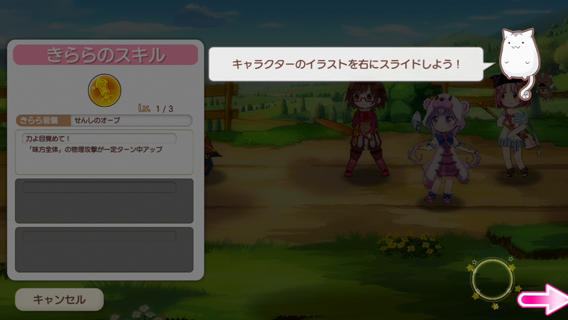 きららのスキル
キャラクターのイラストを右にスライドしよう！
Lv. 1 / 3
きらら装備 せんしのオーブ
力よ目覚めて！
「味方全体」の物理攻撃が一定ターン中アップ
キャンセル